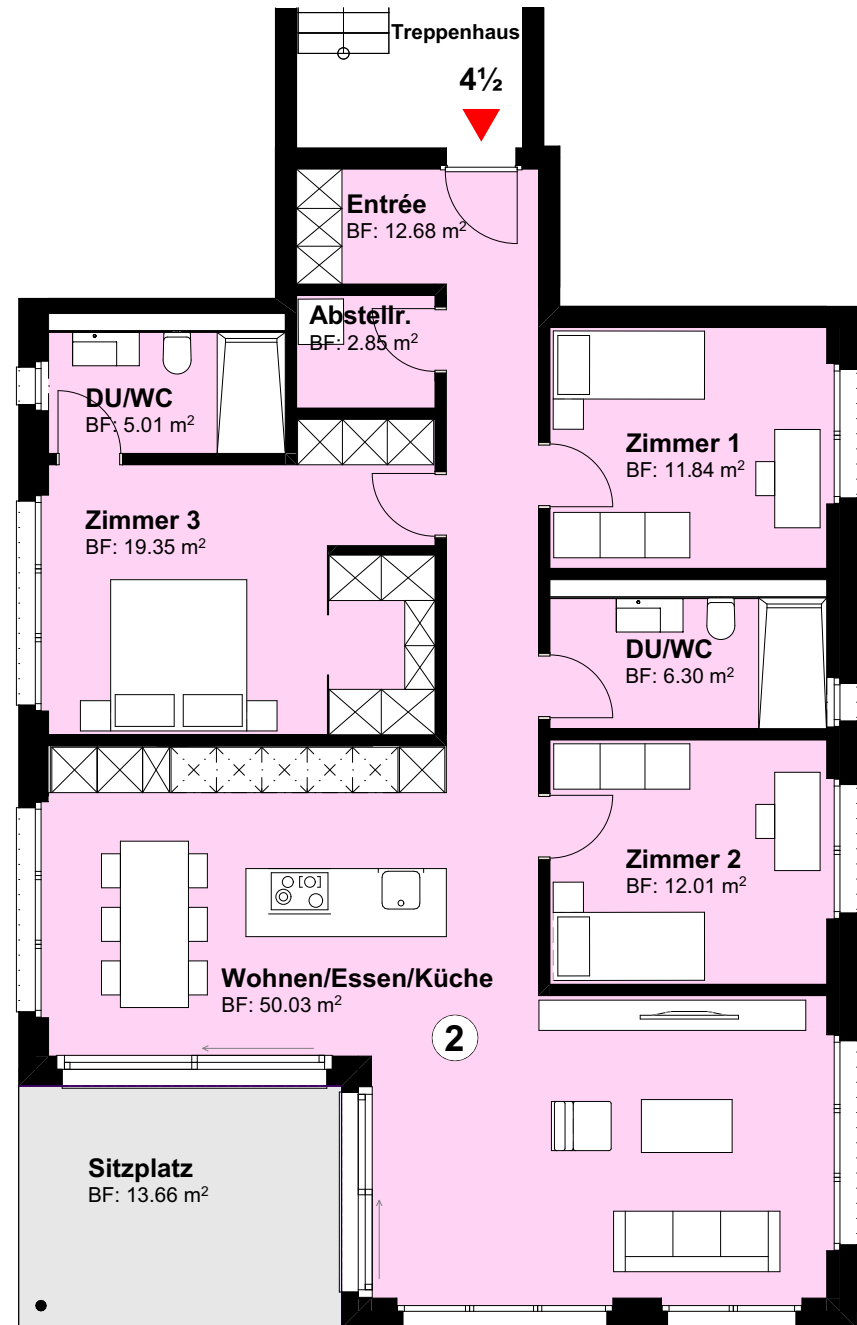 Treppenhaus
4½
Entrée
BF: 12.68 m²
Abstellr.
BF: 2.85 m²
DU/WC
BF: 5.01 m²
Zimmer 1
BF: 11.84 m²
Zimmer 3
BF: 19.35 m²
DU/WC
BF: 6.30 m²
Zimmer 2
BF: 12.01 m²
Wohnen/Essen/Küche
BF: 50.03 m²
2
Sitzplatz
BF: 13.66 m²